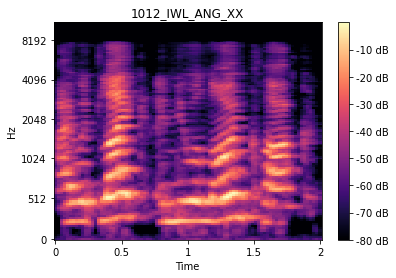 1012_IWL_ANG_XX
8192
4096
2048
1024
512
0
Hz
0
0.5
1
1.5
2
Time
-10 dB
-20 dB
-30 dB
-40 dB
-50 dB
-60 dB
-70 dB
-80 dB